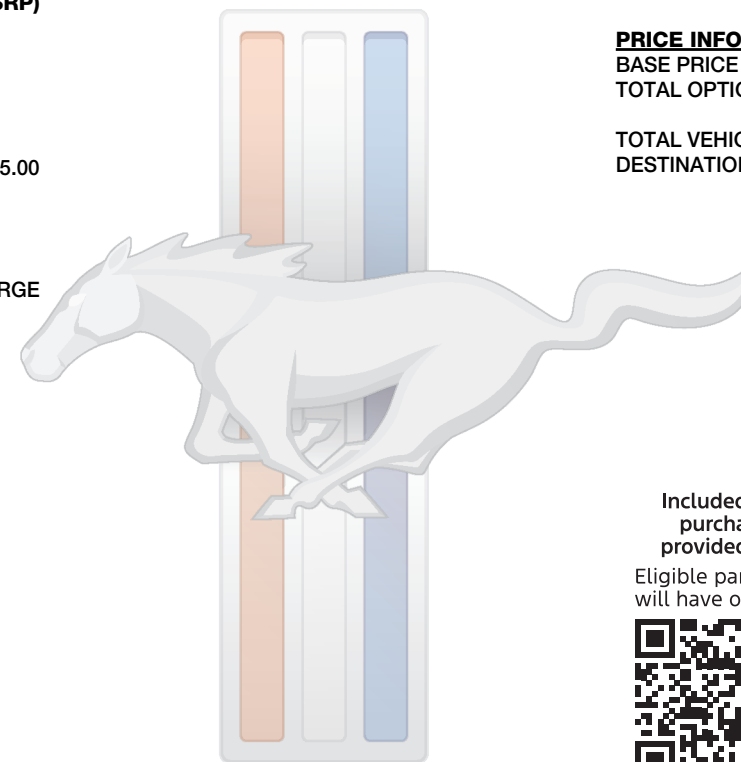 SRP)
5.00
RGE
PRICE INFO
BASE PRICE
TOTAL OPTIO
TOTAL VEHIC
DESTINATION
Included
purcha
provided
Eligible par
will have o